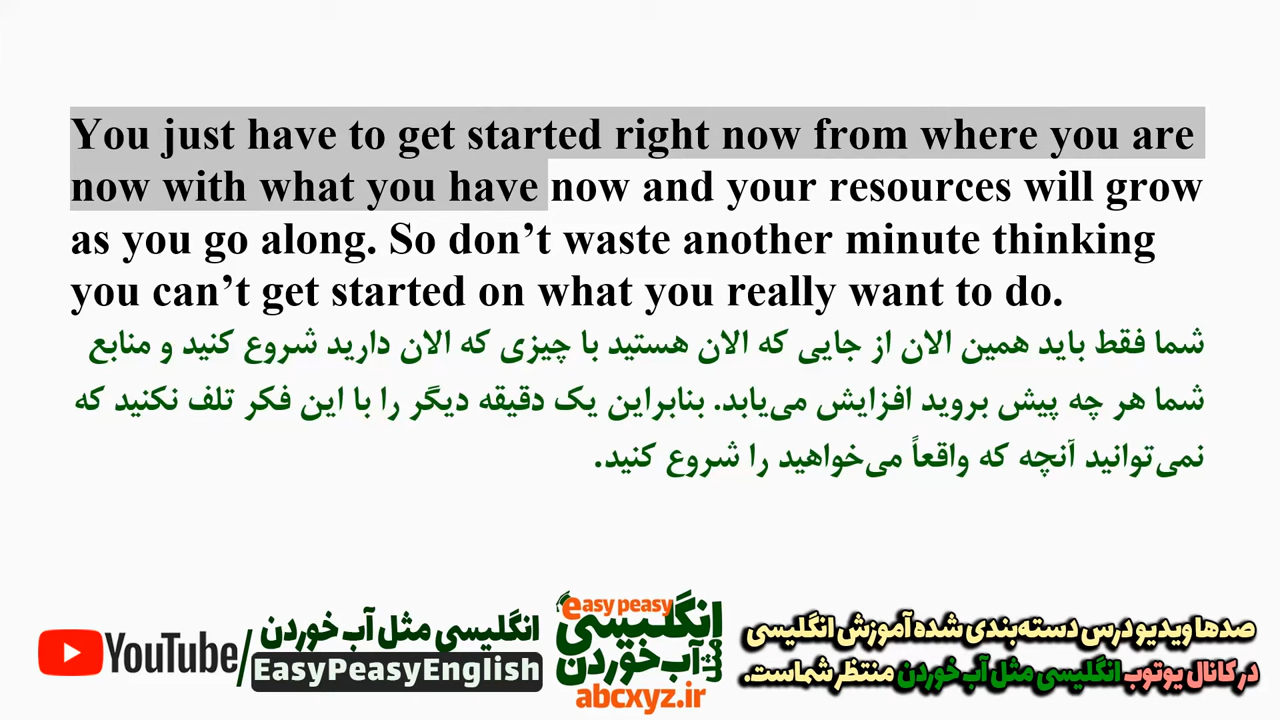 You just have to get started right now from where you are
now with what you have now and your resources will grow
as you go along. So don’t waste another minute thinking
you can’t get started on what you really want to do.
شما فقط باید همین الان از جایی که الان هستید با چیزی که الان دارید شروع کنید و منابع
شما هر چه پیش بروید افزایش می‌یابد. بنابراین یک دقیقه دیگر را با این فکر تلف نکنید که
نمی‌توانید آنچه که واقعاً می‌خواهید را شروع کنید.
YouTube/
انگلیسی مثل آب خوردن
EasyPeasyEnglish
easy peasy
انگلیسی
مثل
آب خوردن
abcxyz.ir
صدها ویدیو درس دسته‌بندی شده آموزش انگلیسی
در کانال یوتوب انگلیسی مثل آب خوردن منتظر شماست.